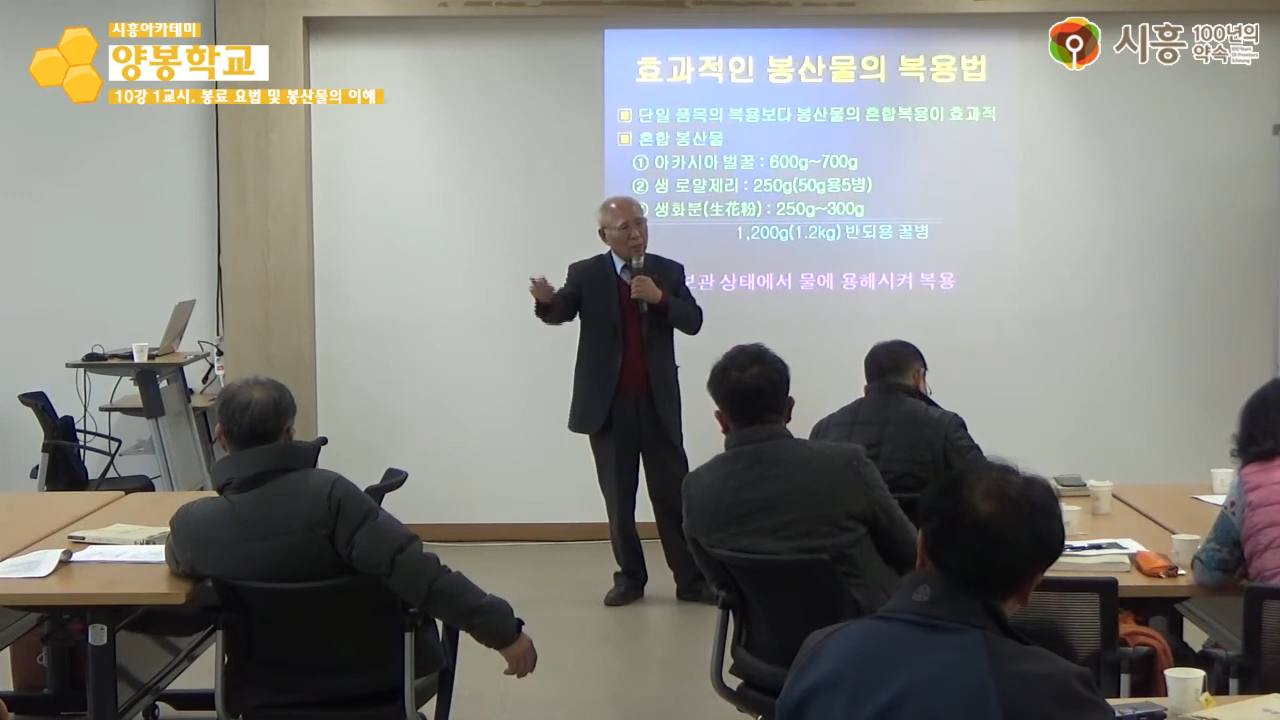 시흥아카데미
양봉학교
10강 1교시. 봉료 요법 및 봉산물의 이해
시흥 100년의 약속
효과적인 봉산물의 복용법
단일 품목의 복용보다 봉산물의 혼합복용이 효과적
혼합 봉산물
① 아카시아 벌꿀 : 600g~700g
② 생 로얄제리 : 250g(50g용5병)
생화분(生花粉) : 250g~300g
1,200g(1.2kg) 반되용 꿀병
상태에서 물에 용해시켜 복용